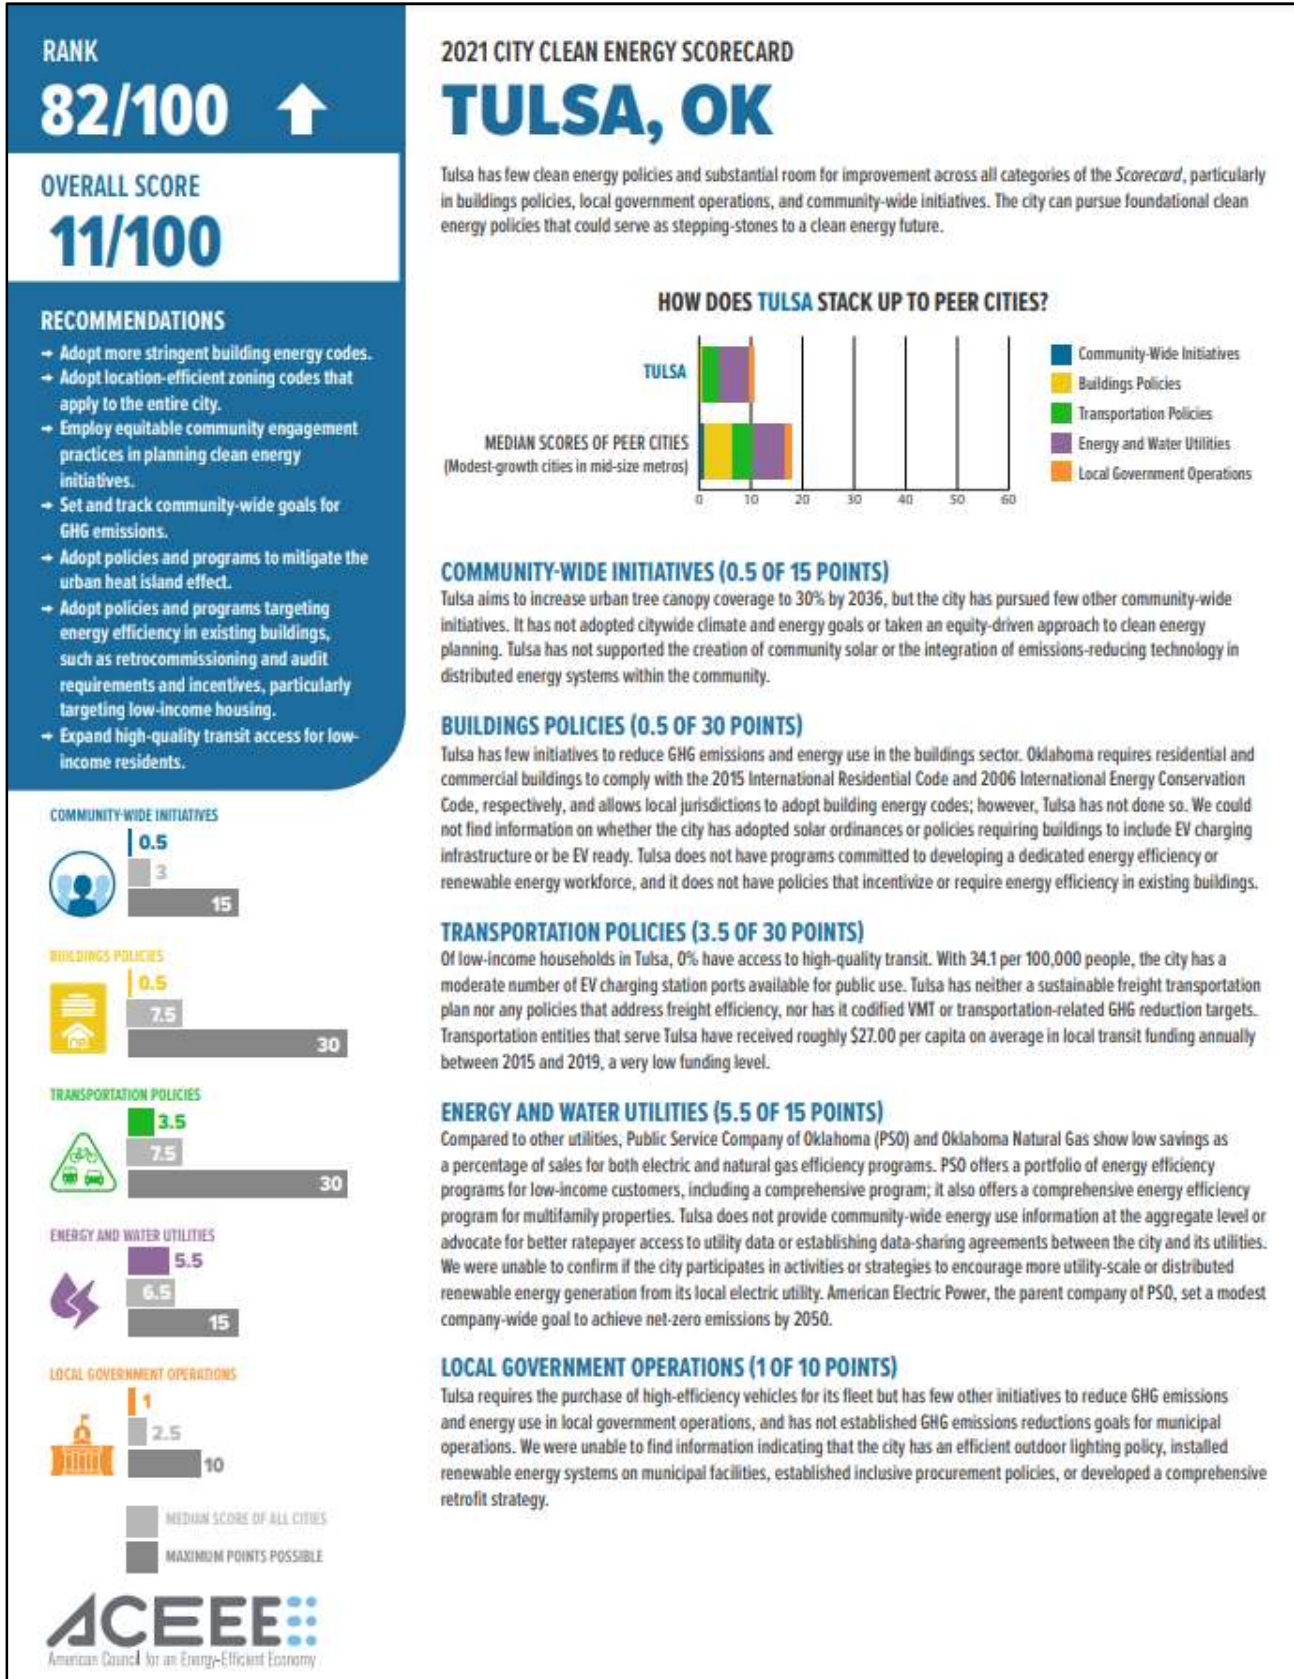 RANK
82/100
OVERALL SCORE
11/100
RECOMMENDATIONS
→ Adopt more stringent building energy codes.
→ Adopt location-efficient zoning codes that
apply to the entire city.
→ Employ equitable community engagement
practices in planning clean energy
initiatives.
→ Set and track community-wide goals for
GHG emissions.
→ Adopt policies and programs to mitigate the
urban heat island effect.
→ Adopt policies and programs targeting
energy efficiency in existing buildings,
such as retrocommissioning and audit
requirements and incentives, particularly
targeting low-income housing.
→ Expand high-quality transit access for low-
income residents.
COMMUNITY-WIDE INITIATIVES
0.5
3
15
BUILDINGS POLICIES
0.5
7.5
30
TRANSPORTATION POLICIES
3.5
7.5
30
ENERGY AND WATER UTILITIES
5.5
6.5
15
LOCAL GOVERNMENT OPERATIONS
1
2.5
10
MEDIAN SCORE OF ALL CITIES
MAXIMUM POINTS POSSIBLE
ACEEE
American Council for an Energy-Efficient Economy
2021 CITY CLEAN ENERGY SCORECARD
TULSA, OK
Tulsa has few clean energy policies and substantial room for improvement across all categories of the Scorecard, particularly
in buildings policies, local government operations, and community-wide initiatives. The city can pursue foundational clean
energy policies that could serve as stepping-stones to a clean energy future.
HOW DOES TULSA STACK UP TO PEER CITIES?
TULSA
MEDIAN SCORES OF PEER CITIES
(Modest-growth cities in mid-size metros)
0 10 20 30 40 50 60
Community-Wide Initiatives
Buildings Policies
Transportation Policies
Energy and Water Utilities
Local Government Operations
COMMUNITY-WIDE INITIATIVES (0.5 OF 15 POINTS)
Tulsa aims to increase urban tree canopy coverage to 30% by 2036, but the city has pursued few other community-wide
initiatives. It has not adopted citywide climate and energy goals or taken an equity-driven approach to clean energy
planning. Tulsa has not supported the creation of community solar or the integration of emissions-reducing technology in
distributed energy systems within the community.
BUILDINGS POLICIES (0.5 OF 30 POINTS)
Tulsa has few initiatives to reduce GHG emissions and energy use in the buildings sector. Oklahoma requires residential and
commercial buildings to comply with the 2015 International Residential Code and 2006 International Energy Conservation
Code, respectively, and allows local jurisdictions to adopt building energy codes; however, Tulsa has not done so. We could
not find information on whether the city has adopted solar ordinances or policies requiring buildings to include EV charging
infrastructure or be EV ready. Tulsa does not have programs committed to developing a dedicated energy efficiency or
renewable energy workforce, and it does not have policies that incentivize or require energy efficiency in existing buildings.
TRANSPORTATION POLICIES (3.5 OF 30 POINTS)
Of low-income households in Tulsa, 0% have access to high-quality transit. With 34.1 per 100,000 people, the city has a
moderate number of EV charging station ports available for public use. Tulsa has neither a sustainable freight transportation
plan nor any policies that address freight efficiency, nor has it codified VMT or transportation-related GHG reduction targets.
Transportation entities that serve Tulsa have received roughly $27.00 per capita on average in local transit funding annually
between 2015 and 2019, a very low funding level.
ENERGY AND WATER UTILITIES (5.5 OF 15 POINTS)
Compared to other utilities, Public Service Company of Oklahoma (PSO) and Oklahoma Natural Gas show low savings as
a percentage of sales for both electric and natural gas efficiency programs. PSO offers a portfolio of energy efficiency
programs for low-income customers, including a comprehensive program; it also offers a comprehensive energy efficiency
program for multifamily properties. Tulsa does not provide community-wide energy use information at the aggregate level or
advocate for better ratepayer access to utility data or establishing data-sharing agreements between the city and its utilities.
We were unable to confirm if the city participates in activities or strategies to encourage more utility-scale or distributed
renewable energy generation from its local electric utility. American Electric Power, the parent company of PSO, set a modest
company-wide goal to achieve net-zero emissions by 2050.
LOCAL GOVERNMENT OPERATIONS (1 OF 10 POINTS)
Tulsa requires the purchase of high-efficiency vehicles for its fleet but has few other initiatives to reduce GHG emissions
and energy use in local government operations, and has not established GHG emissions reductions goals for municipal
operations. We were unable to find information indicating that the city has an efficient outdoor lighting policy, installed
renewable energy systems on municipal facilities, established inclusive procurement policies, or developed a comprehensive
retrofit strategy.